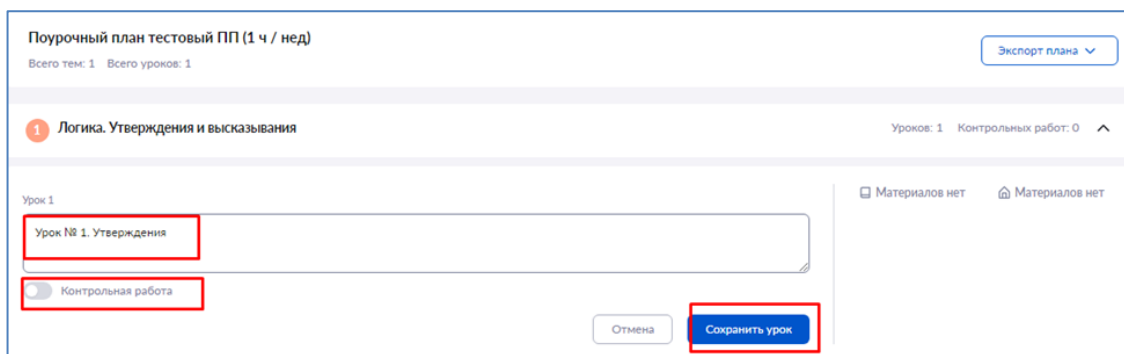 Поурочный план тестовый ПП (1 ч / нед)
Экспорт плана
Всего тем: 1 Всего уроков: 1
1 Логика. Утверждения и высказывания
Уроков: 1 Контрольных работ: 0
Материалов нет Материалов нет
Урок 1
Урок № 1. Утверждения
Контрольная работа
Отмена Сохранить урок